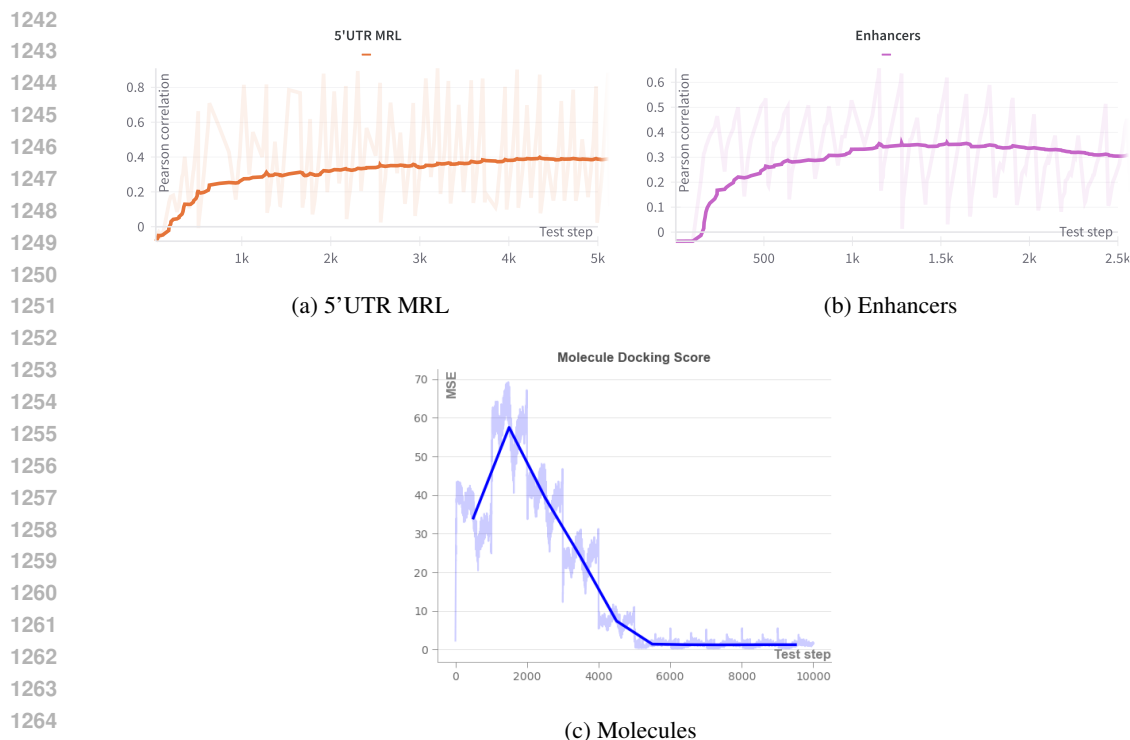 1242
1243
1244
1245
1246
1247
1248
1249
1250
1251
1252
1253
1254
1255
1256
1257
1258
1259
1260
1261
1262
1263
1264
5'UTR MRL
Pearson correlation
0.8
0.6
0.4
0.2
0
Test step
1k
2k
3k
4k
5k
(a) 5'UTR MRL
Enhancers
Pearson correlation
0.6
0.5
0.4
0.3
0.2
0.1
0
Test step
500
1k
1.5k
2k
2.5k
(b) Enhancers
Molecule Docking Score
MSE
70
60
50
40
30
20
10
0
Test step
0
2000
4000
6000
8000
10000
(c) Molecules